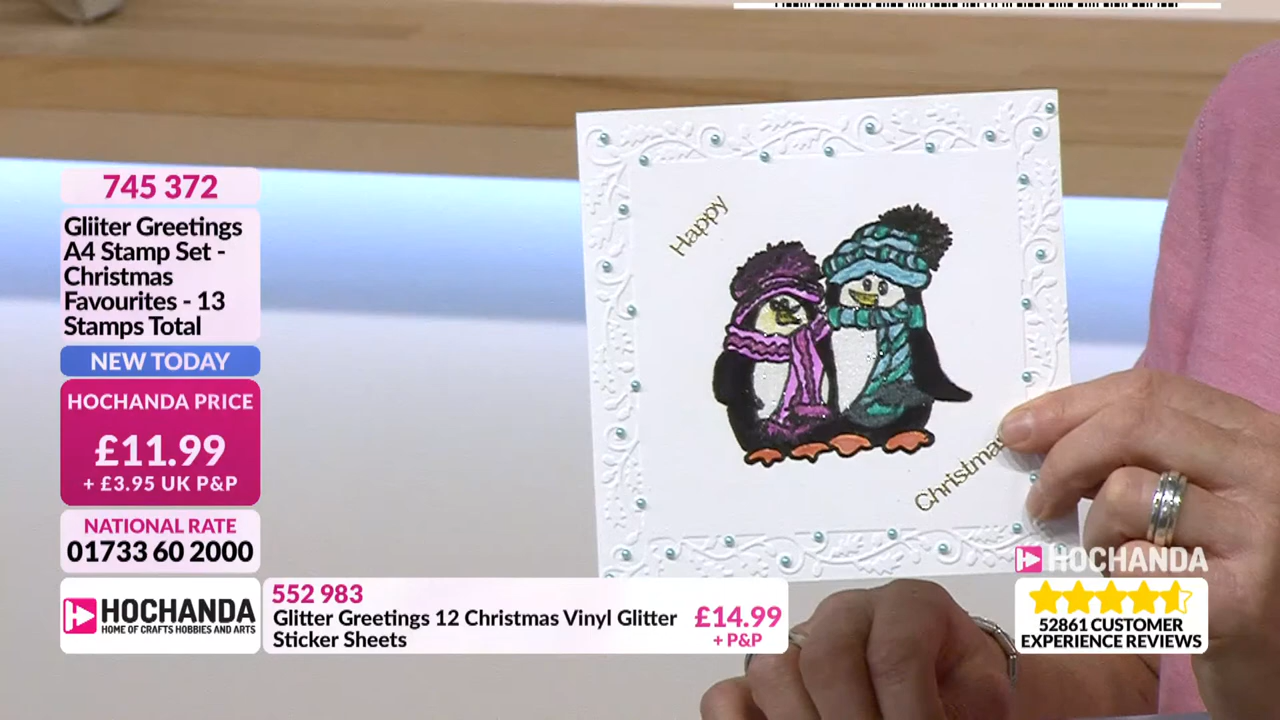 745 372
Gliiter Greetings
A4 Stamp Set -
Christmas
Favourites - 13
Stamps Total
NEW TODAY
HOCHANDA PRICE
£11.99
+ £3.95 UK P&P
NATIONAL RATE
01733 60 2000
HOCHANDA
HOME OF CRAFTS HOBBIES AND ARTS
552 983
Glitter Greetings 12 Christmas Vinyl Glitter
Sticker Sheets
£14.99
+ P&P
Happy
Christmas
HOCHANDA
52861 CUSTOMER
EXPERIENCE REVIEWS